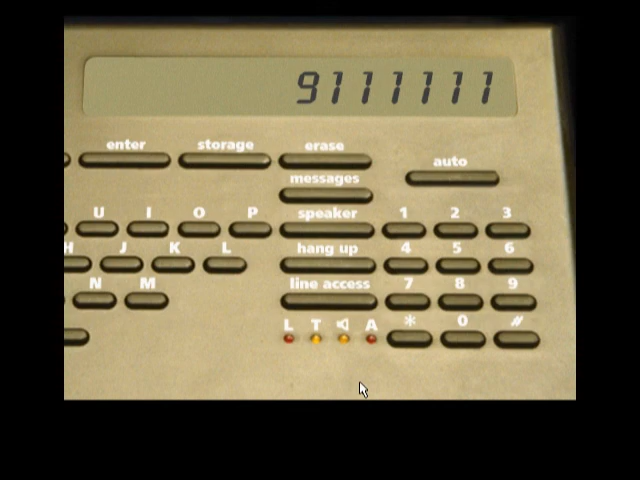 9111111
enter storage erase
auto
messages
U I O P speaker 1 2 3
H J K L hang up 4 5 6
N M line access 7 8 9
L T A * 0 #